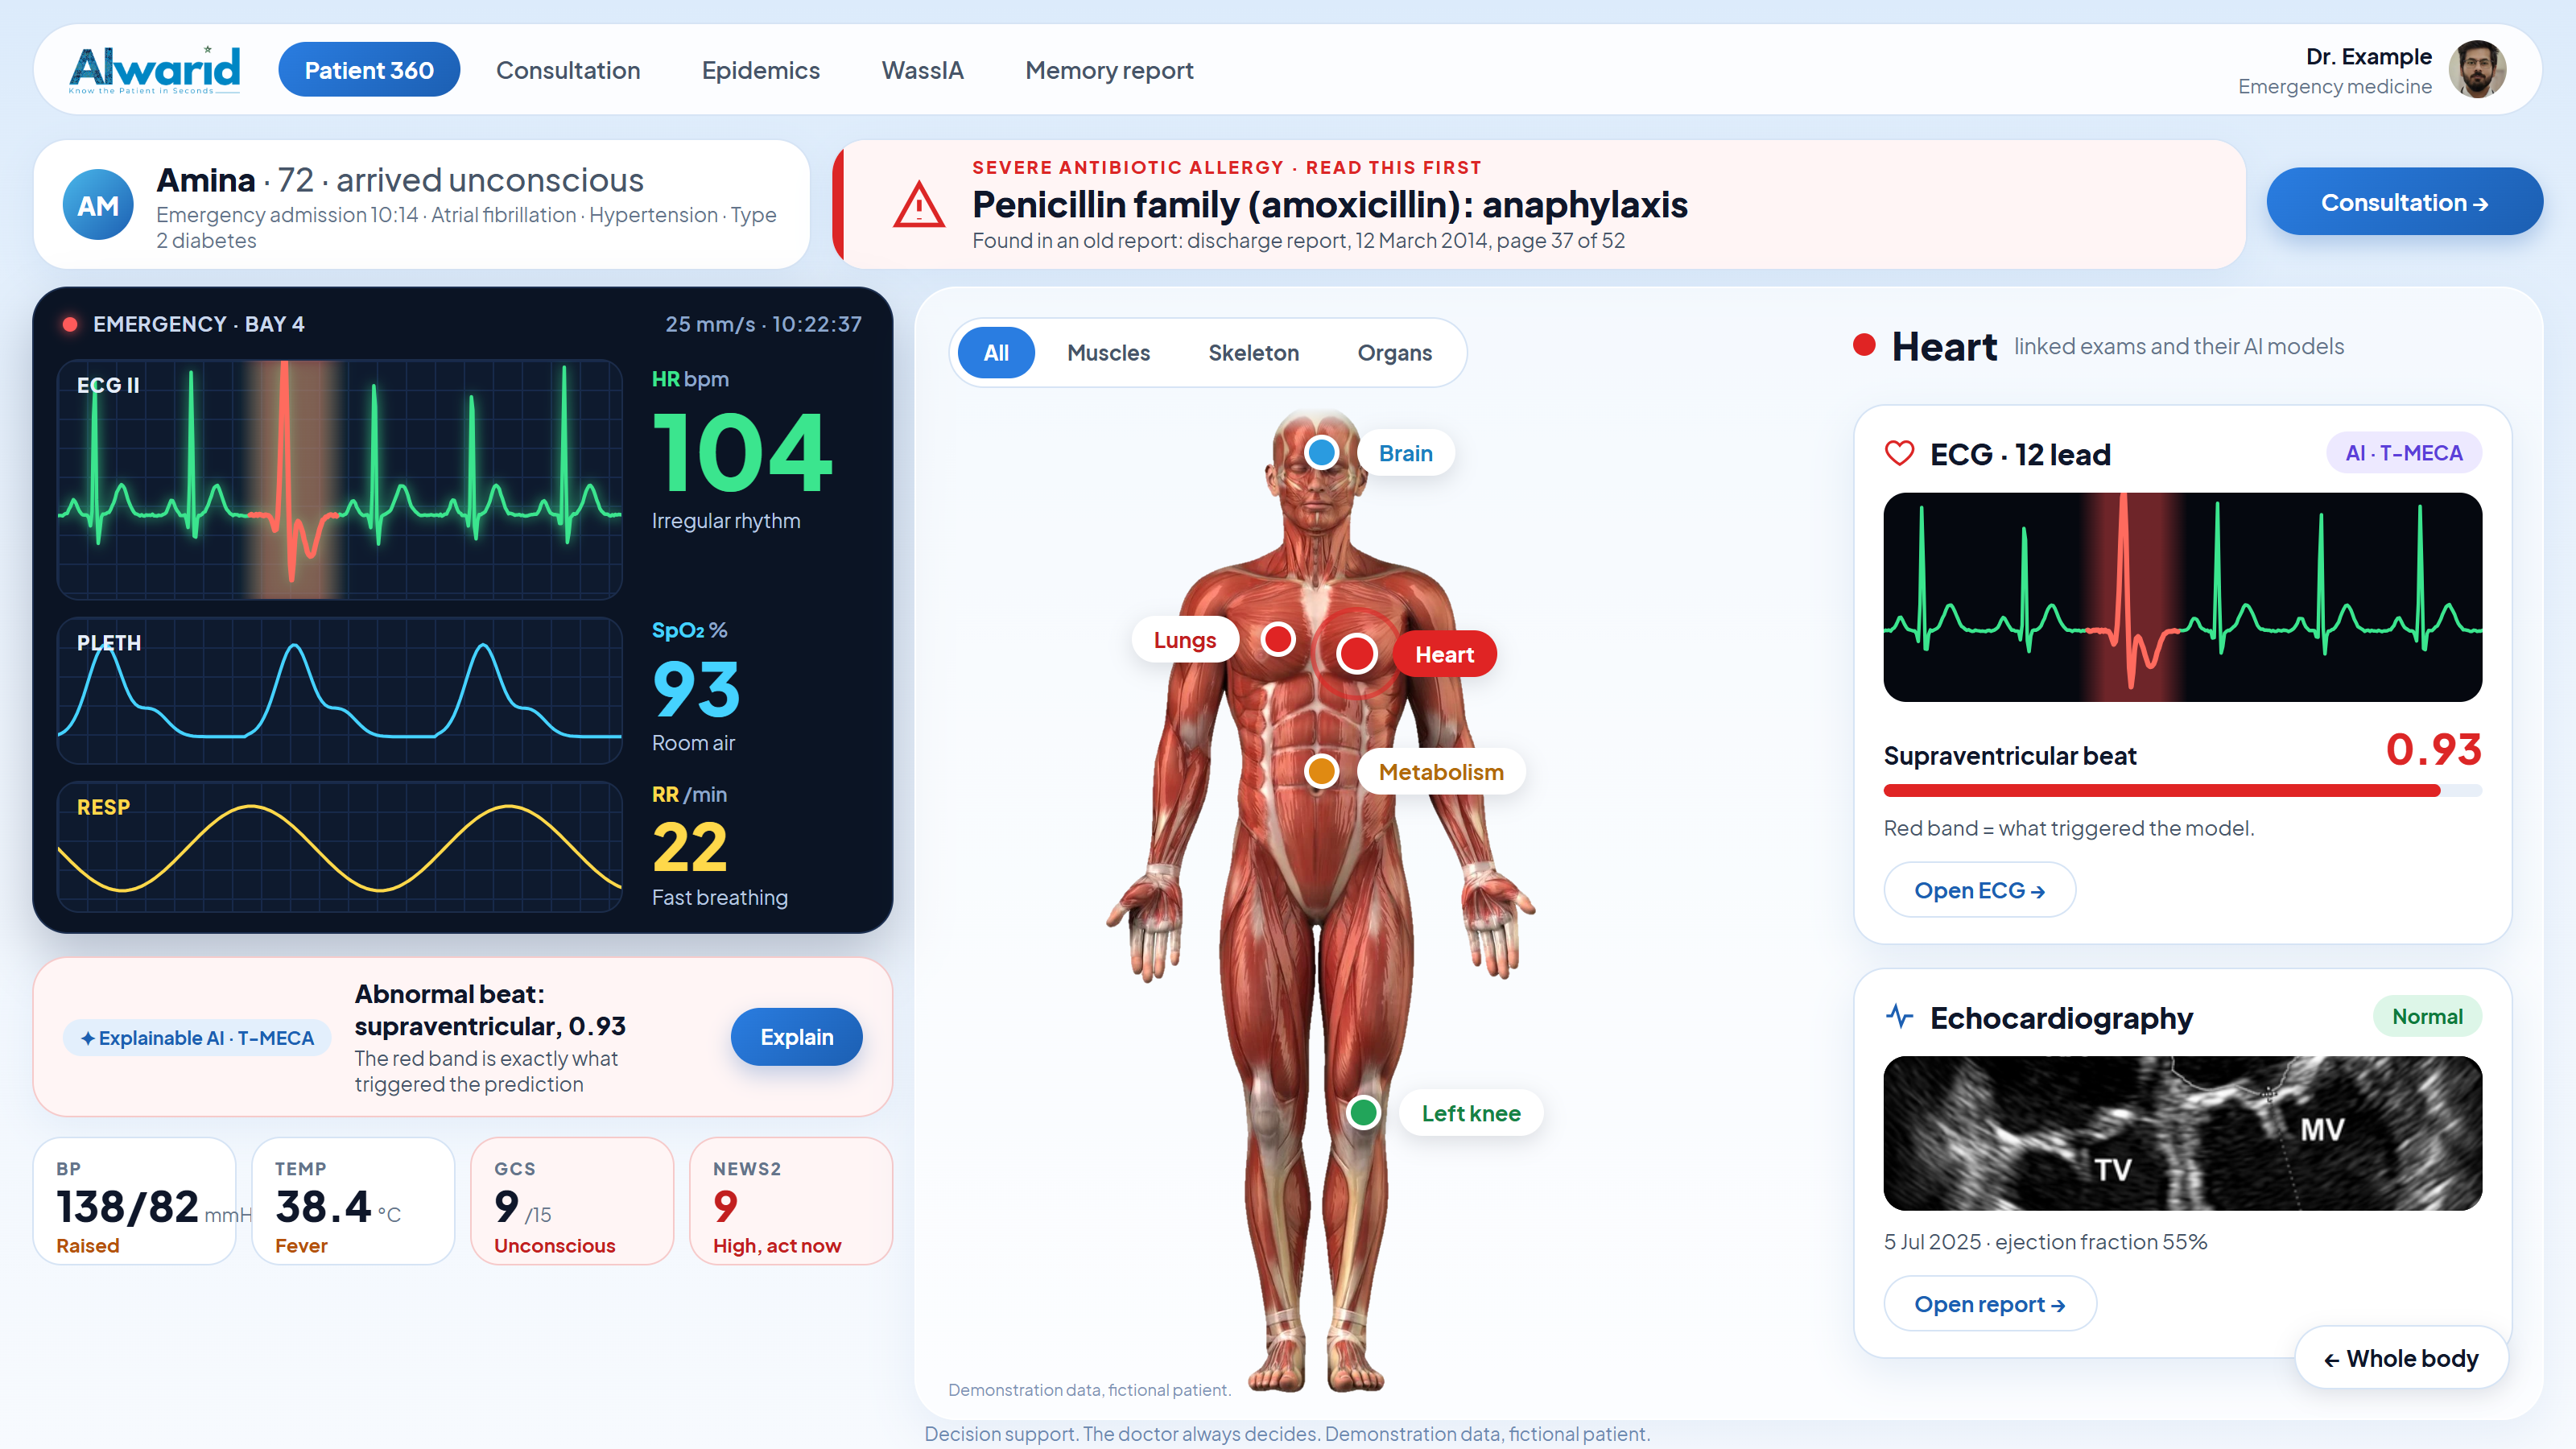 Alwarid
Know the Patient in Seconds
Patient 360
Consultation
Epidemics
WassIA
Memory report
Dr. Example
Emergency medicine
AM
Amina · 72 · arrived unconscious
Emergency admission 10:14 · Atrial fibrillation · Hypertension · Type
2 diabetes
SEVERE ANTIBIOTIC ALLERGY · READ THIS FIRST
Penicillin family (amoxicillin): anaphylaxis
Found in an old report: discharge report, 12 March 2014, page 37 of 52
Consultation →
EMERGENCY · BAY 4
25 mm/s · 10:22:37
ECG II
HR bpm
104
Irregular rhythm
PLETH
SpO₂ %
93
Room air
RESP
RR /min
22
Fast breathing
✦ Explainable AI · T-MECA
Abnormal beat:
supraventricular, 0.93
The red band is exactly what
triggered the prediction
Explain
BP
138/82 mmH
Raised
TEMP
38.4 °C
Fever
GCS
9 /15
Unconscious
NEWS2
9
High, act now
All
Muscles
Skeleton
Organs
Brain
Lungs
Heart
Metabolism
Left knee
Demonstration data, fictional patient.
Heart linked exams and their AI models
ECG · 12 lead
AI · T-MECA
Supraventricular beat
0.93
Red band = what triggered the model.
Open ECG →
Echocardiography
Normal
TV
MV
5 Jul 2025 · ejection fraction 55%
Open report →
← Whole body
Decision support. The doctor always decides. Demonstration data, fictional patient.